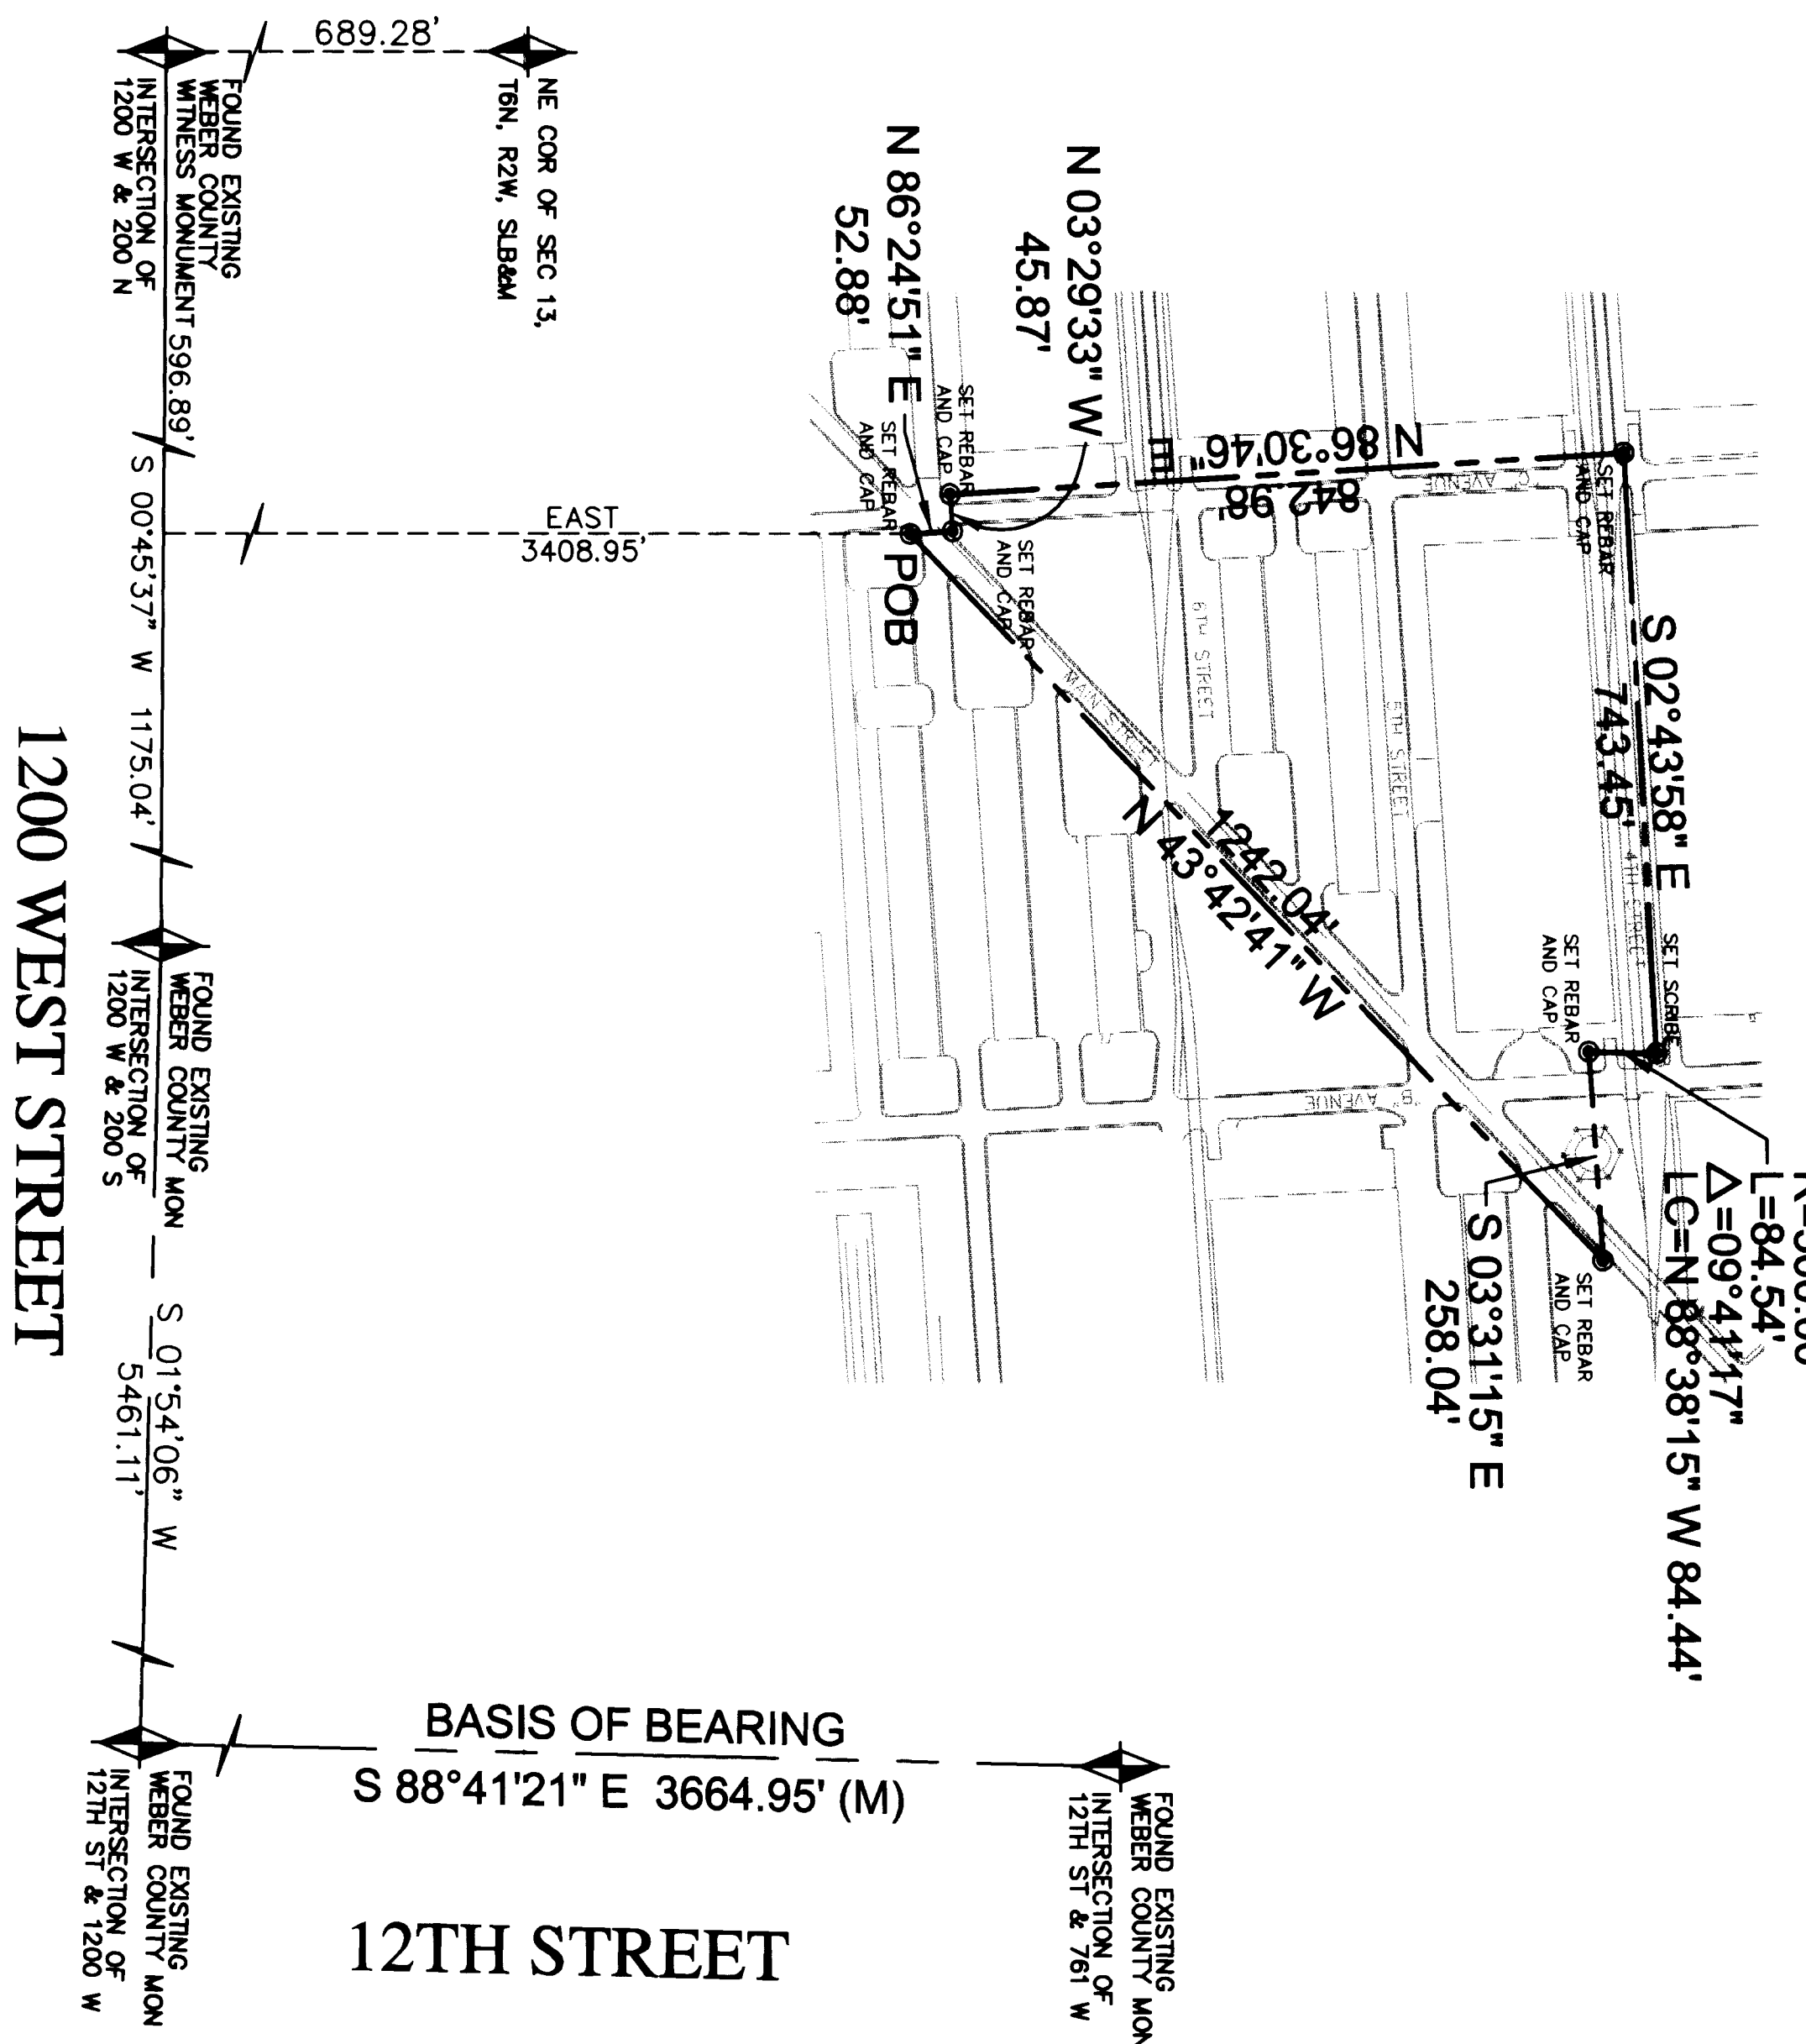 689.28'
NE COR OF SEC 13,
T6N, R2W, SLB&M
FOUND EXISTING
WEBER COUNTY
WITNESS MONUMENT
INTERSECTION OF
1200 W & 200 N
596.89'
S 00°45'37" W 1175.04'
EAST
3408.95'
N 86°24'51" E
52.88'
N 03°29'33" W
45.87'
SET REBAR
AND CAP
SET REBAR
AND CAP
SET REBAR
AND CAP
POB
N 86°30'46" E
842.98'
"C" AVENUE
SET REBAR
AND CAP
S 02°43'58" E
743.45'
4TH STREET
5TH STREET
6TH STREET
MAIN STREET
1242.04'
N 43°42'41" W
SET SCRIBE
SET REBAR
AND CAP
"B" AVENUE
L=84.54'
Δ=09°41'17"
LC=N 88°38'15" W 84.44'
S 03°31'15" E
258.04'
SET REBAR
AND CAP
FOUND EXISTING
WEBER COUNTY MON
INTERSECTION OF
1200 W & 200 S
1200 WEST STREET
S 01°54'06" W
5461.11'
BASIS OF BEARING
S 88°41'21" E 3664.95' (M)
FOUND EXISTING
WEBER COUNTY MON
INTERSECTION OF
12TH ST & 1200 W
FOUND EXISTING
WEBER COUNTY MON
INTERSECTION OF
12TH ST & 761 W
12TH STREET